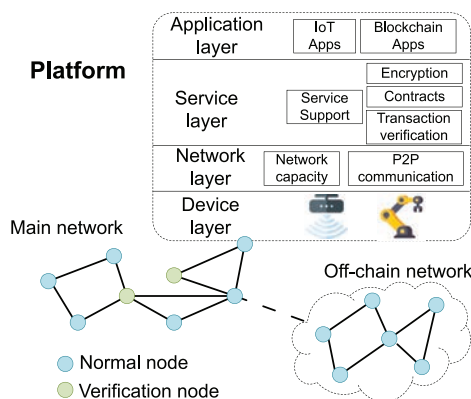 Platform
Application
layer
IoT
Apps
Blockchain
Apps
Service
layer
Service
Support
Encryption
Contracts
Transaction
verification
Network
layer
Network
capacity
P2P
communication
Device
layer
Main network
Off-chain network
Normal node
Verification node